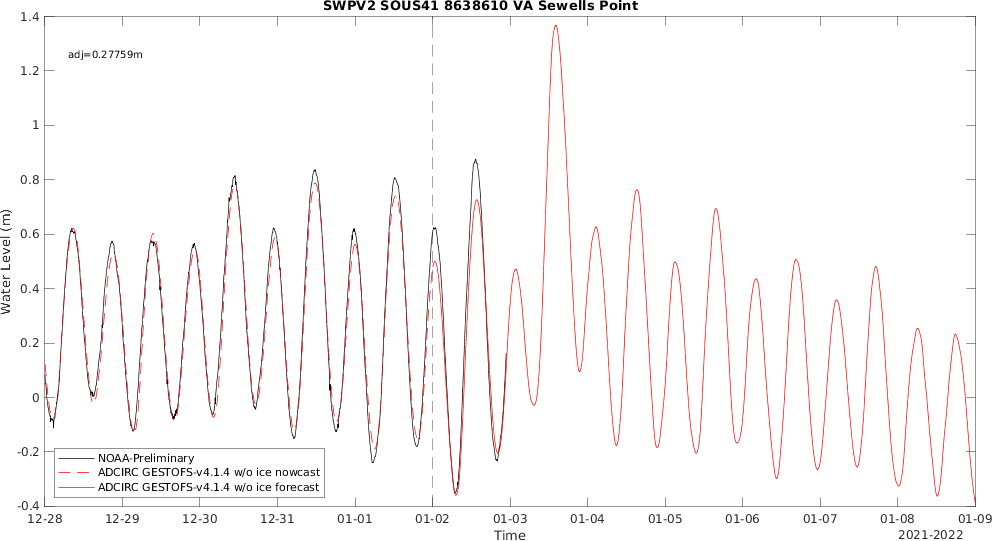 SWPV2 SOUS41 8638610 VA Sewells Point
1.4
1.2
1
0.8
0.6
0.4
0.2
0
-0.2
-0.4
Water Level (m)
adj=0.27759m
NOAA-Preliminary
ADCIRC GESTOFS-v4.1.4 w/o ice nowcast
ADCIRC GESTOFS-v4.1.4 w/o ice forecast
12-28 12-29 12-30 12-31 01-01 01-02 01-03 01-04 01-05 01-06 01-07 01-08 01-09
Time
2021-2022